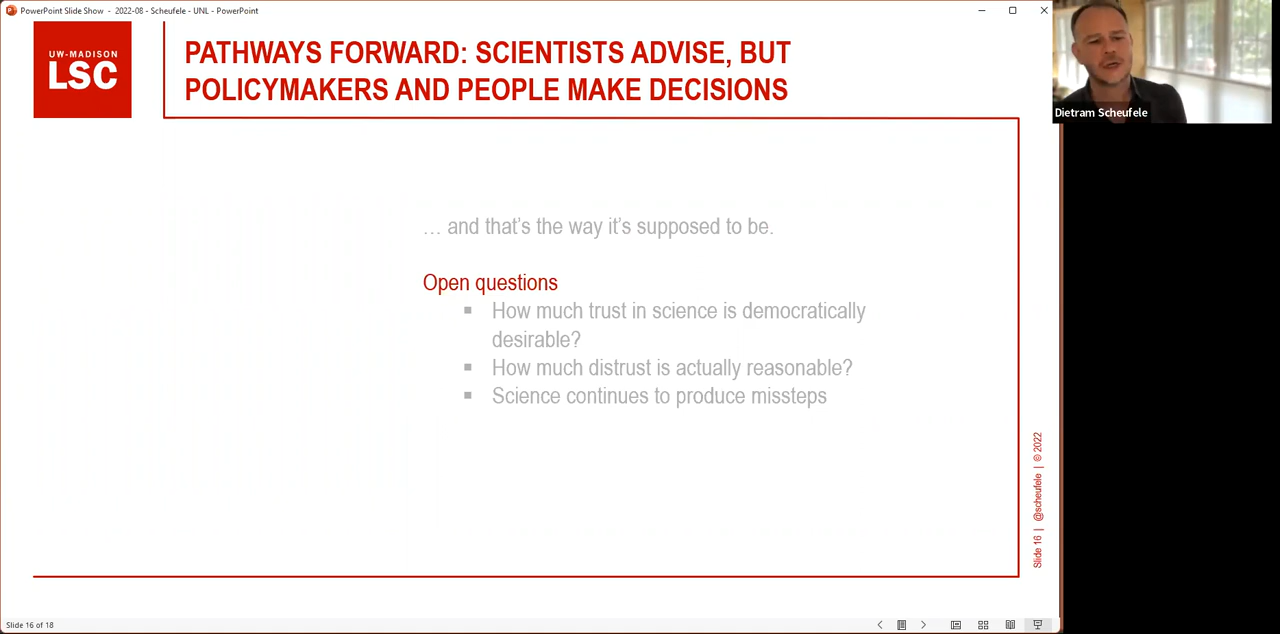 PowerPoint Slide Show - 2022-08 - Scheufele - UNL - PowerPoint
UW-MADISON
LSC
PATHWAYS FORWARD: SCIENTISTS ADVISE, BUT
POLICYMAKERS AND PEOPLE MAKE DECISIONS
Dietram Scheufele
… and that's the way it's supposed to be.
Open questions
▪ How much trust in science is democratically
desirable?
▪ How much distrust is actually reasonable?
▪ Science continues to produce missteps
Slide 16 | @scheufele | © 2022
Slide 16 of 18